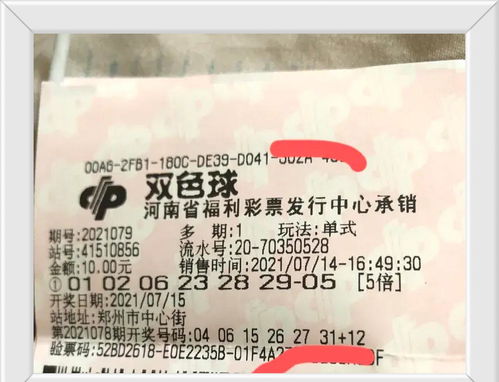 00A6-2FB1-180C-DE39-D041-302A
双色球
河南省福利彩票发行中心承销
期号:2021079 多 期:1 玩法:单式
站号:41510856 流水号:20-70350528
金额:10.00元 销售时间:2021/07/14-16:49:30
①01 02 06 23 28 29-05 [5倍]
开奖日期:2021/07/15
站地址:郑州市中心街
第2021078期开奖号码:04 06 15 26 27 31+12
验票码:52BD2618-E0E2235B-01F4A2